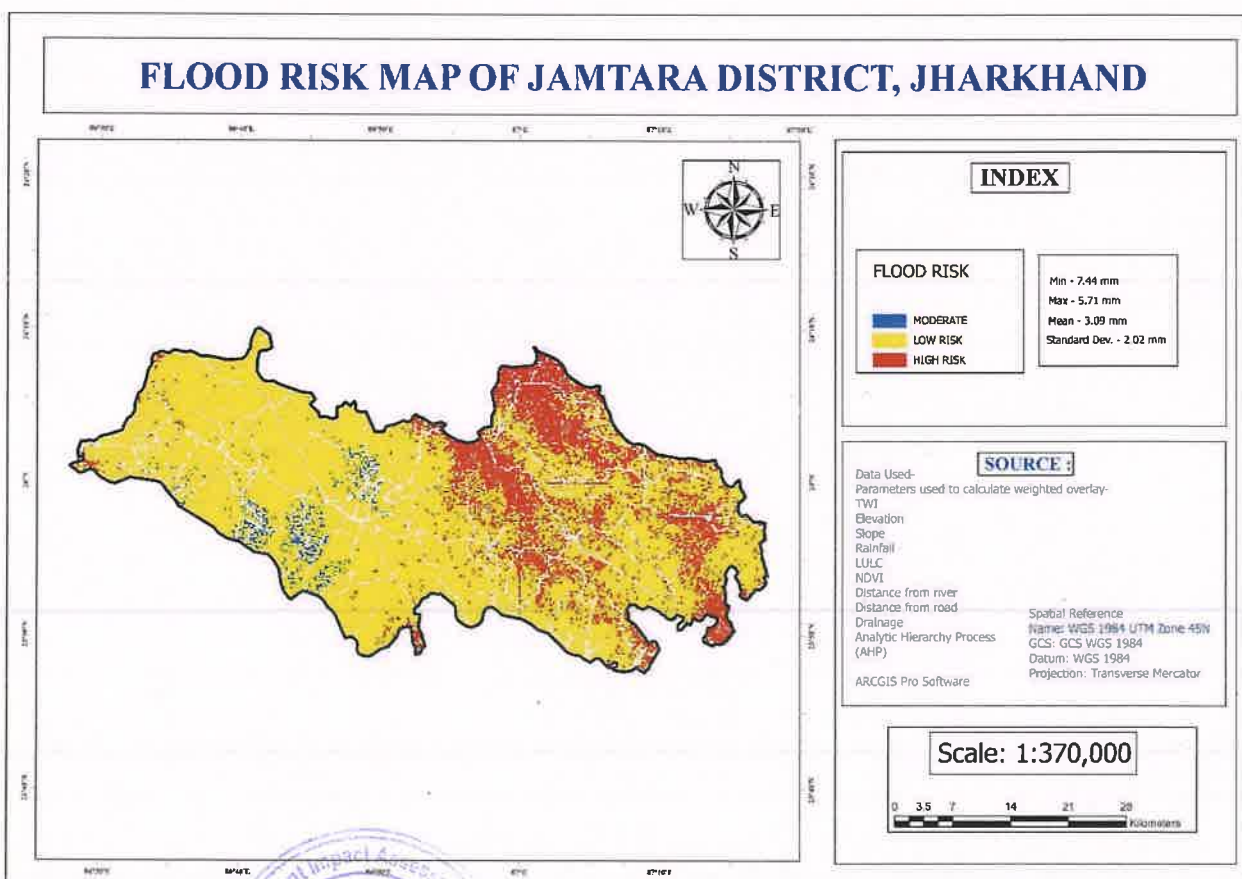 FLOOD RISK MAP OF JAMTARA DISTRICT, JHARKHAND
N
W E
S
INDEX
FLOOD RISK
MODERATE
LOW RISK
HIGH RISK
Min - 7.44 mm
Max - 5.71 mm
Mean - 3.09 mm
Standard Dev. - 2.02 mm
SOURCE :
Data Used-
Parameters used to calculate weighted overlay-
TWI
Elevation
Slope
Rainfall
LULC
NDVI
Distance from river
Distance from road
Drainage
Analytic Hierarchy Process
(AHP)
ARCGIS Pro Software
Spatial Reference
Name: WGS 1984 UTM Zone 45N
GCS: GCS WGS 1984
Datum: WGS 1984
Projection: Transverse Mercator
Scale: 1:370,000
0 3.5 7 14 21 28
Kilometers
Impact